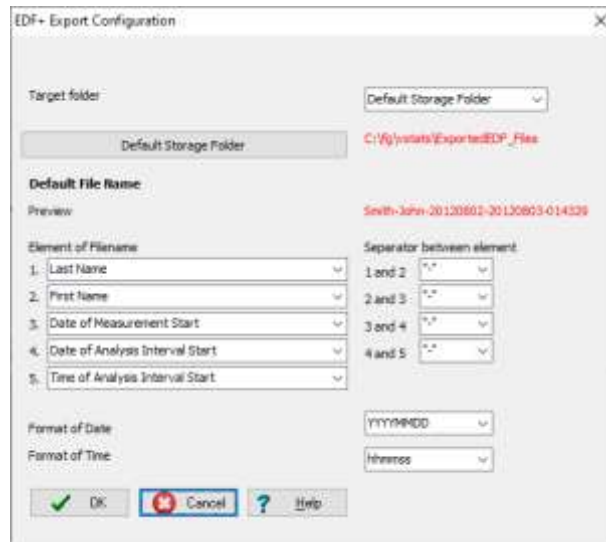 EDF+ Export Configuration
Target folder
Default Storage Folder
Default Storage Folder
C:\fg\vstats\ExportedEDF_Files
Default File Name
Preview
Smith-John-20120802-20120803-014329
Element of Filename
Separator between element
1. Last Name
1 and 2 "-"
2. First Name
2 and 3 "-"
3. Date of Measurement Start
3 and 4 "-"
4. Date of Analysis Interval Start
4 and 5 "-"
5. Time of Analysis Interval Start
Format of Date
YYYYMMDD
Format of Time
hhmmss
OK
Cancel
Help